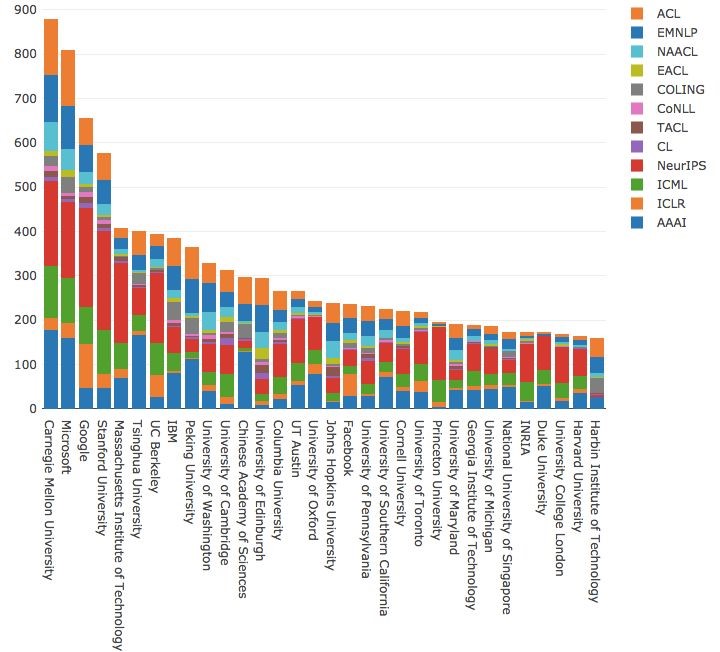 900
800
700
600
500
400
300
200
100
0
ACL
EMNLP
NAACL
EACL
COLING
CoNLL
TACL
CL
NeurIPS
ICML
ICLR
AAAI
Carnegie Mellon University
Microsoft
Google
Stanford University
Massachusetts Institute of Technology
Tsinghua University
UC Berkeley
IBM
Peking University
University of Washington
University of Cambridge
Chinese Academy of Sciences
University of Edinburgh
Columbia University
UT Austin
University of Oxford
Johns Hopkins University
Facebook
University of Pennsylvania
University of Southern California
Cornell University
University of Toronto
Princeton University
University of Maryland
Georgia Institute of Technology
University of Michigan
National University of Singapore
INRIA
Duke University
University College London
Harvard University
Harbin Institute of Technology